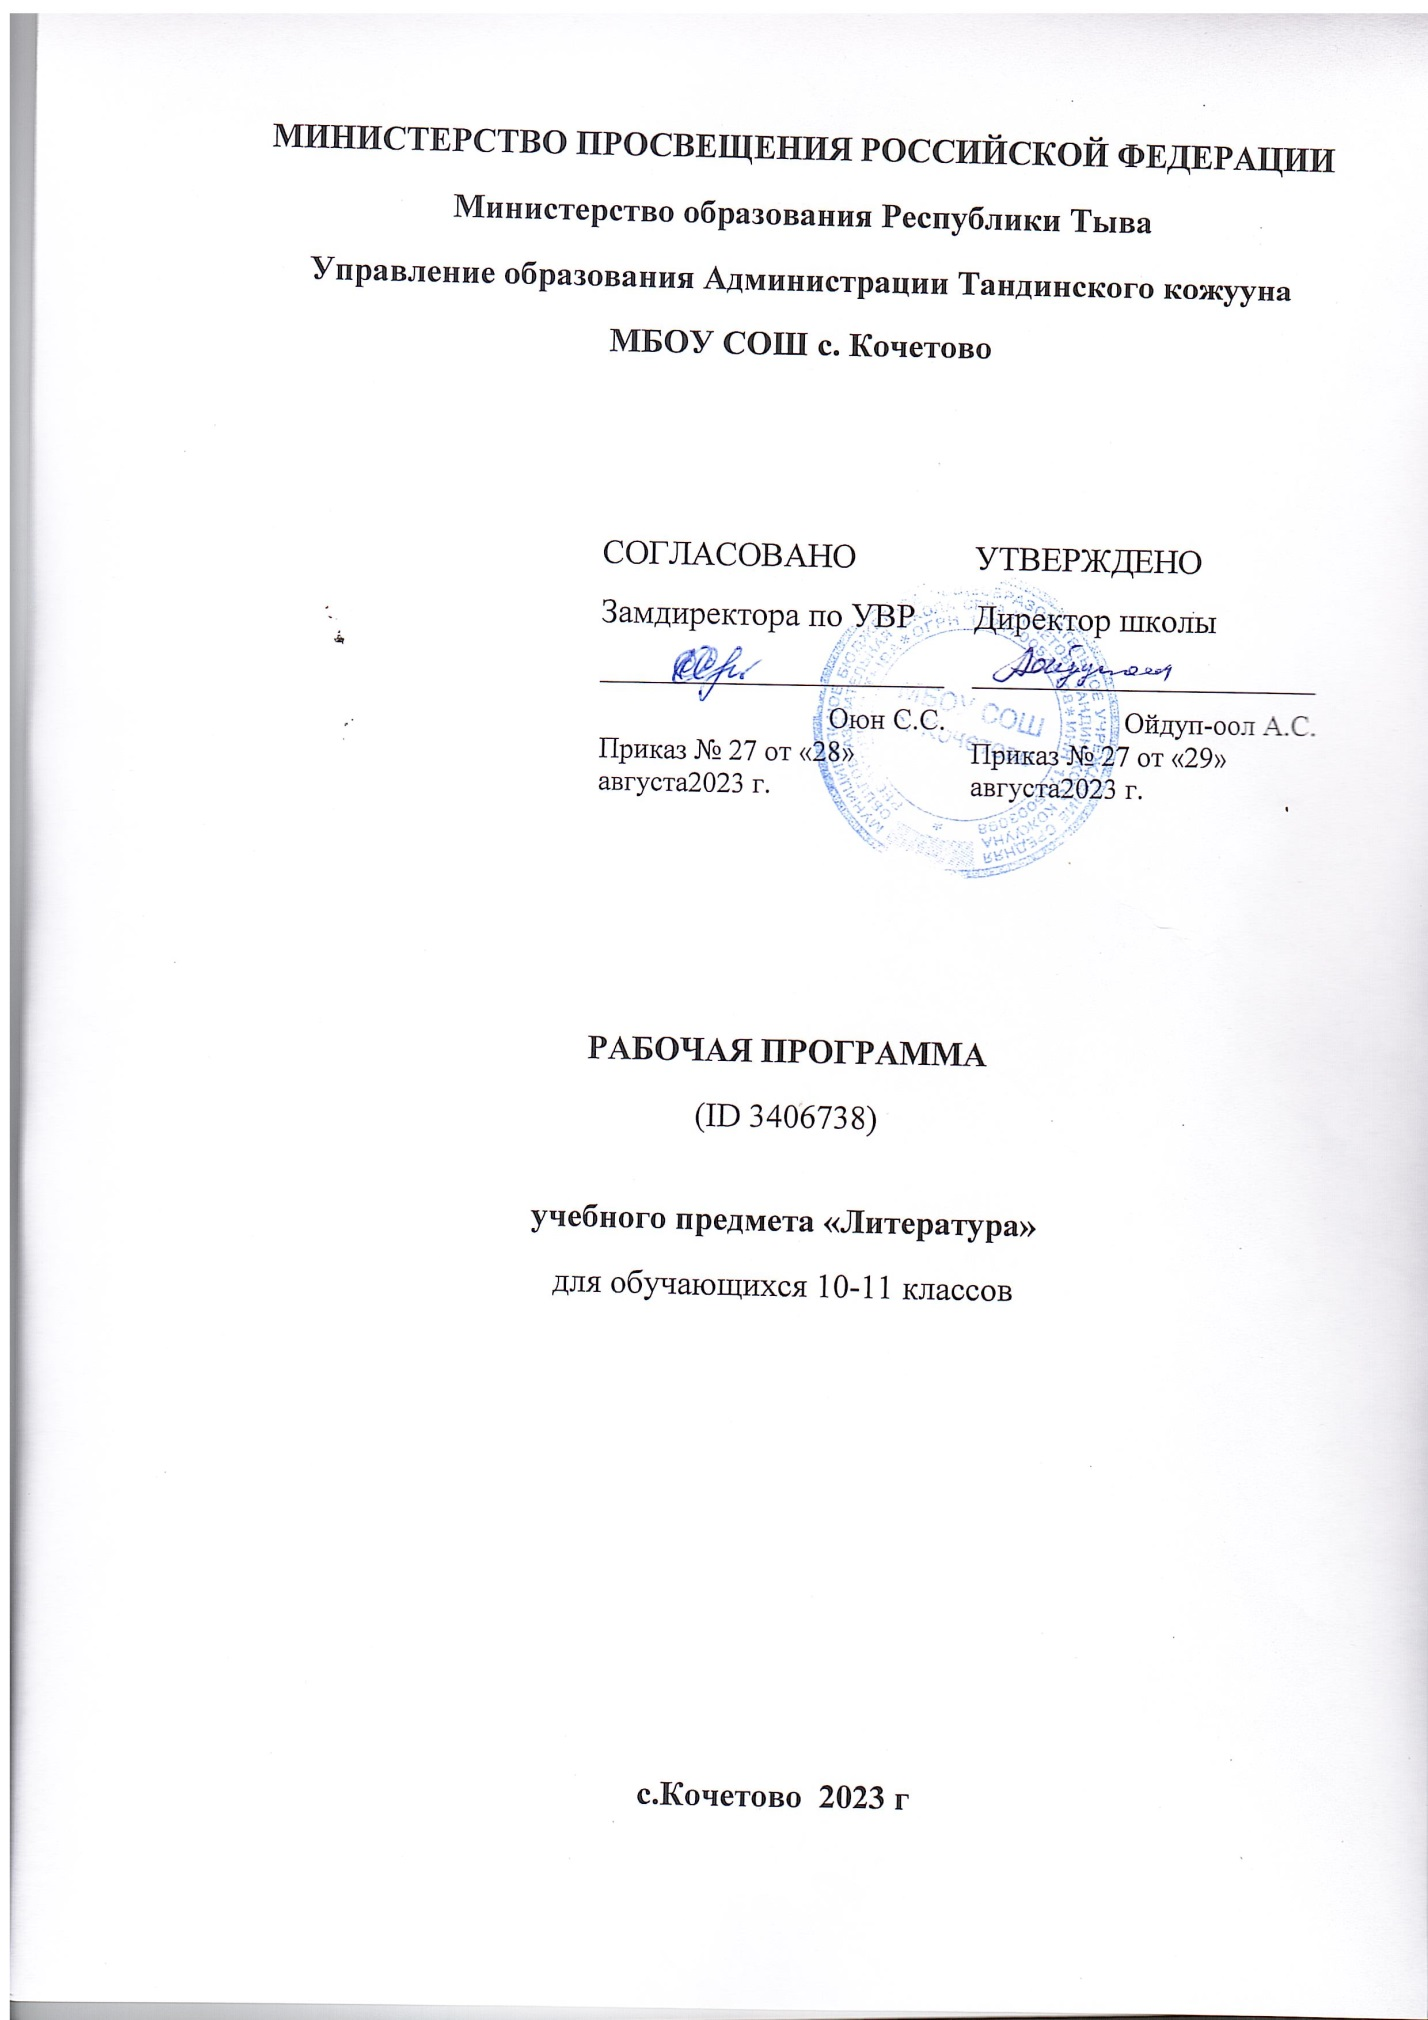 МИНИСТЕРСТВО ПРОСВЕЩЕНИЯ РОССИЙСКОЙ ФЕДЕРАЦИИ
Министерство образования Республики Тыва
Управление образования Администрации Тандинского кожууна
МБОУ СОШ с. Кочетово
СОГЛАСОВАНО
Замдиректора по УВР
Оюн С.С.
Приказ № 27 от «28»
августа2023 г.
УТВЕРЖДЕНО
Директор школы
Ойдуп-оол А.С.
Приказ № 27 от «29»
августа2023 г.
МБОУ СОШ
РАБОЧАЯ ПРОГРАММА
(ID 3406738)
учебного предмета «Литература»
для обучающихся 10-11 классов
с.Кочетово 2023 г